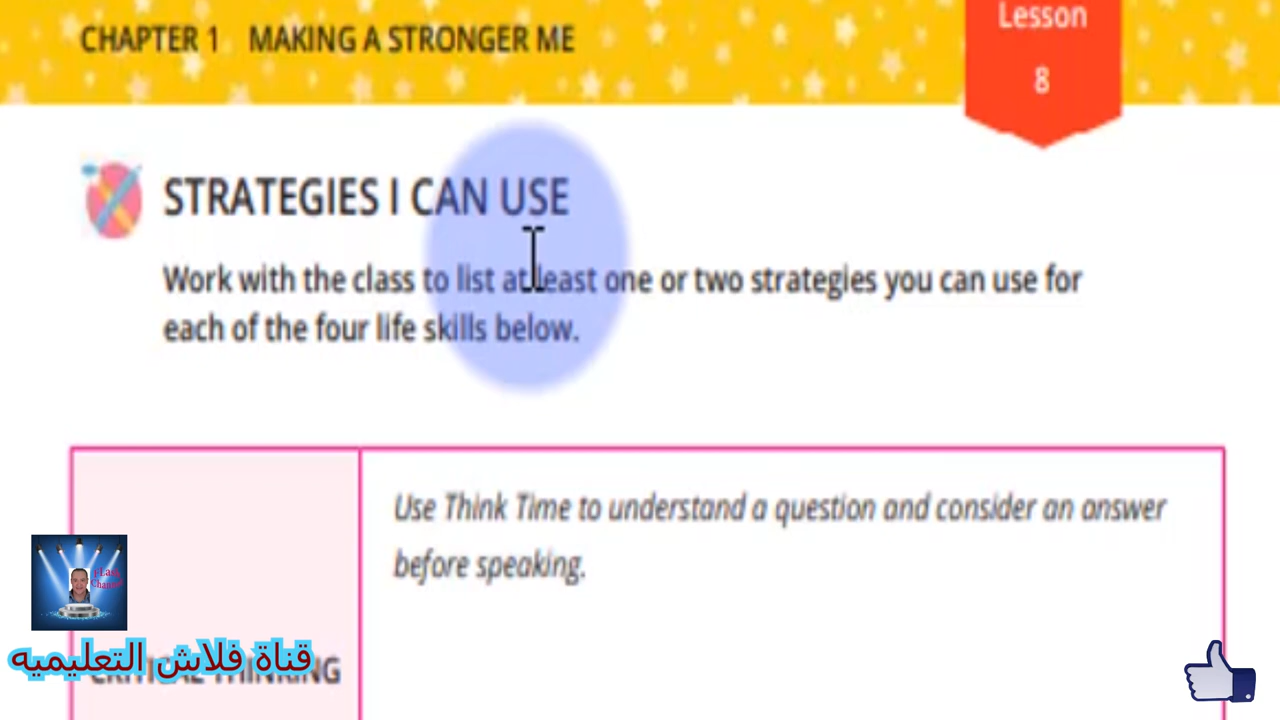 CHAPTER 1 MAKING A STRONGER ME
Lesson
8
STRATEGIES I CAN USE
Work with the class to list at least one or two strategies you can use for
each of the four life skills below.
Use Think Time to understand a question and consider an answer
before speaking.
قناة فلاش التعليميه
CRITICAL THINKING